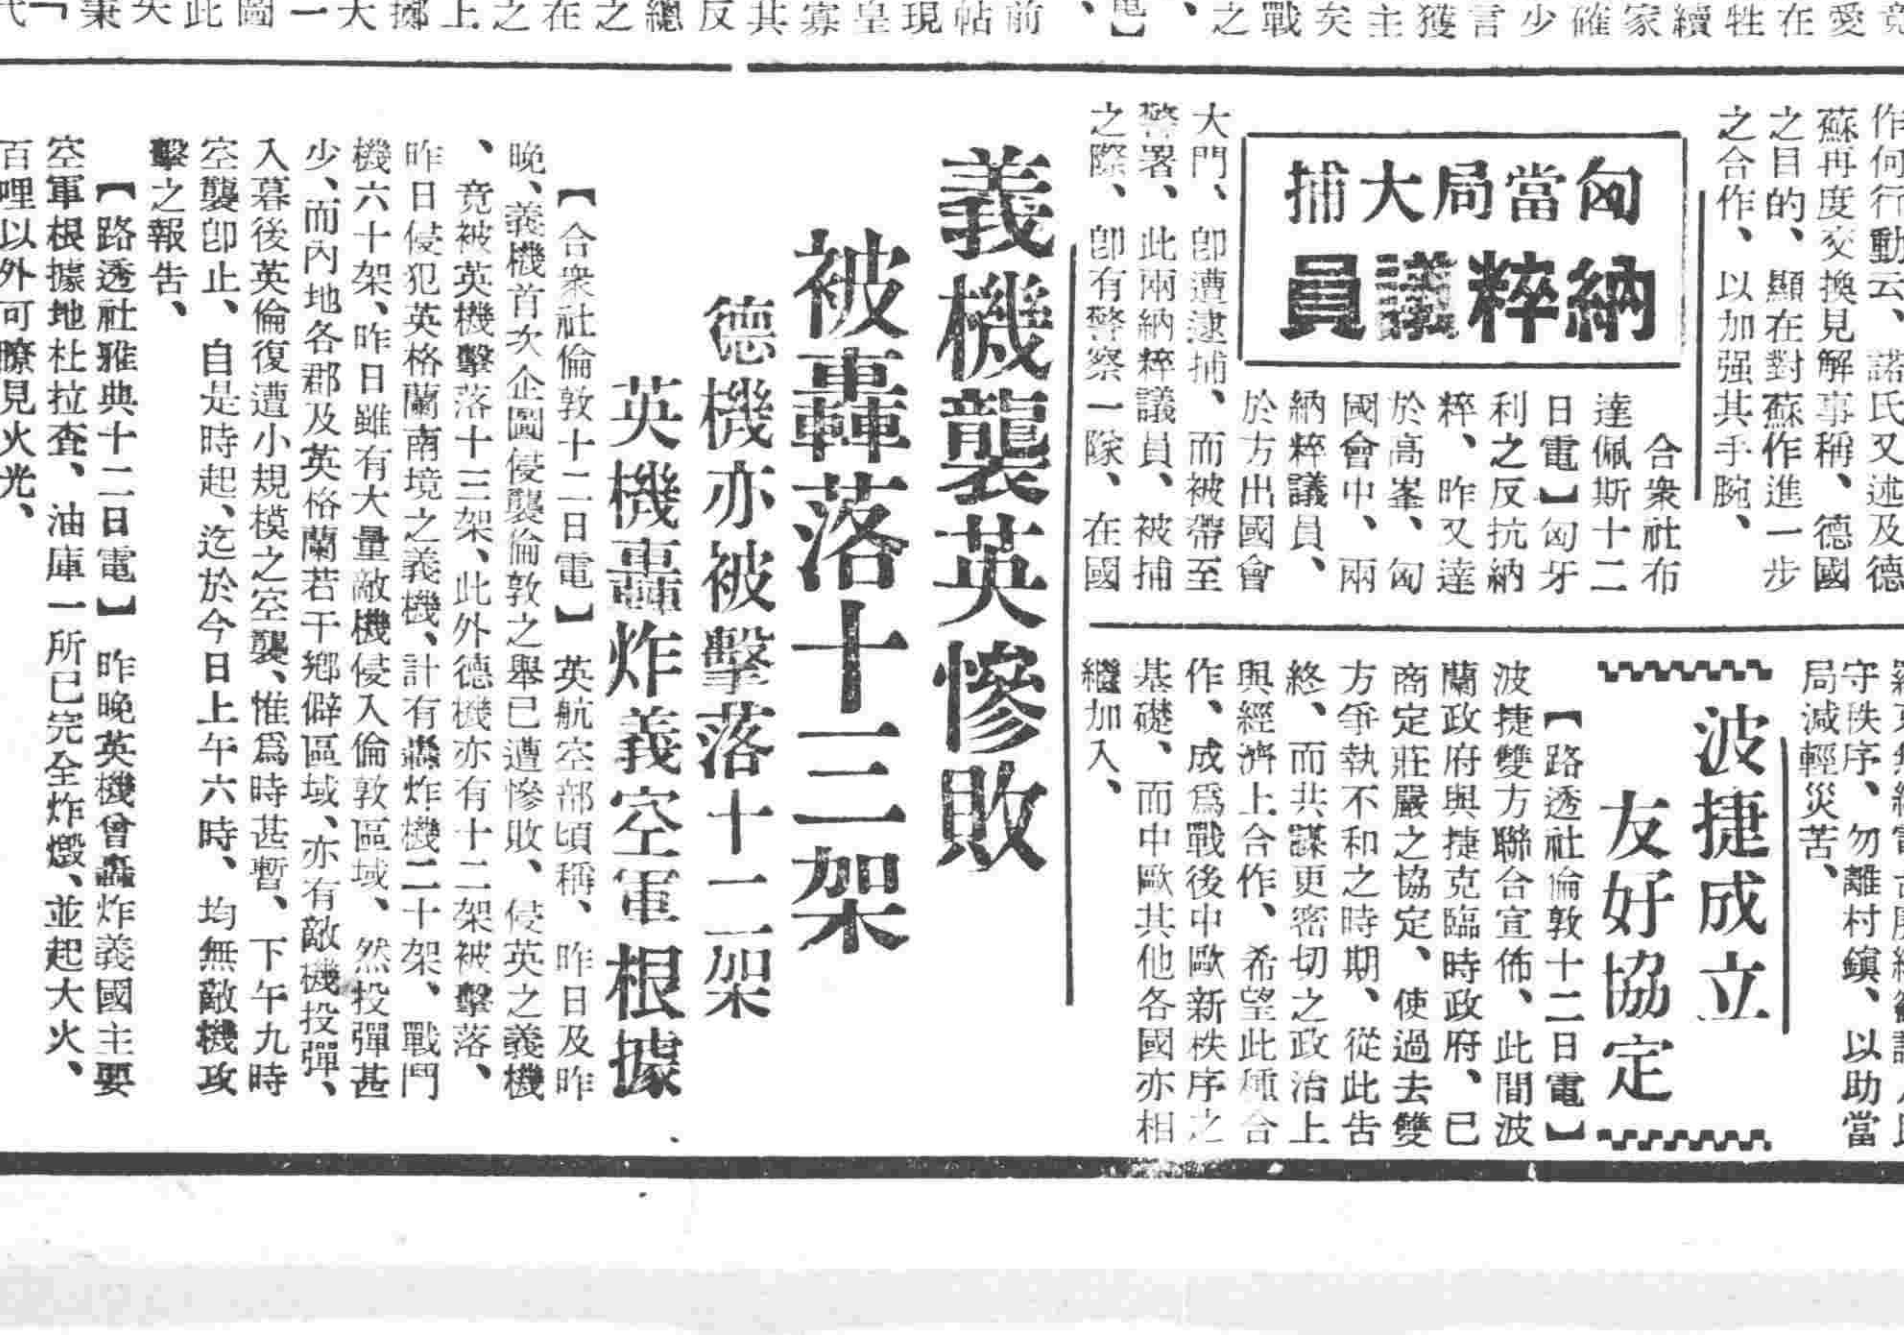 作何行動云、諾氏又述及德
蘇再度交換見解事稱、德國
之目的、顯在對蘇作進一步
之合作、以加强其手腕、
匈當局大捕
納粹議員
合衆社布
達佩斯十二
日電】匈牙
利之反抗納
粹、昨又達
於高峯、匈
國會中、兩
納粹議員、
於方出國會
大門、卽遭逮捕、而被帶至
警署、此兩納粹議員、被捕
之際、卽有警察一隊、在國
守秩序、勿離村鎮、以助當
局減輕災苦、
波捷成立
友好協定
【路透社倫敦十二日電】
波捷雙方聯合宣佈、此間波
蘭政府與捷克臨時政府、已
商定莊嚴之協定、使過去雙
方爭執不和之時期、從此吿
終、而共謀更密切之政治上
與經濟上合作、希望此種合
作、成爲戰後中歐新秩序之
基礎、而中歐其他各國亦相
繼加入、
義機襲英慘敗
被轟落十三架
德機亦被擊落十二架
英機轟炸義空軍根據
【合衆社倫敦十二日電】英航空部頃稱、昨日及昨
晚、義機首次企圖侵襲倫敦之舉已遭慘敗、侵英之義機
、竟被英機擊落十三架、此外德機亦有十二架被擊落、
昨日侵犯英格蘭南境之義機、計有轟炸機二十架、戰鬥
機六十架、昨日雖有大量敵機侵入倫敦區域、然投彈甚
少、而內地各郡及英格蘭若干鄉僻區域、亦有敵機投彈、
入暮後英倫復遭小規模之空襲、惟爲時甚暫、下午九時
空襲卽止、自是時起、迄於今日上午六時、均無敵機攻
擊之報吿、
【路透社雅典十二日電】昨晚英機曾轟炸義國主要
空軍根據地杜拉查、油庫一所已完全炸燬、並起大火、
百哩以外可瞭見火光、